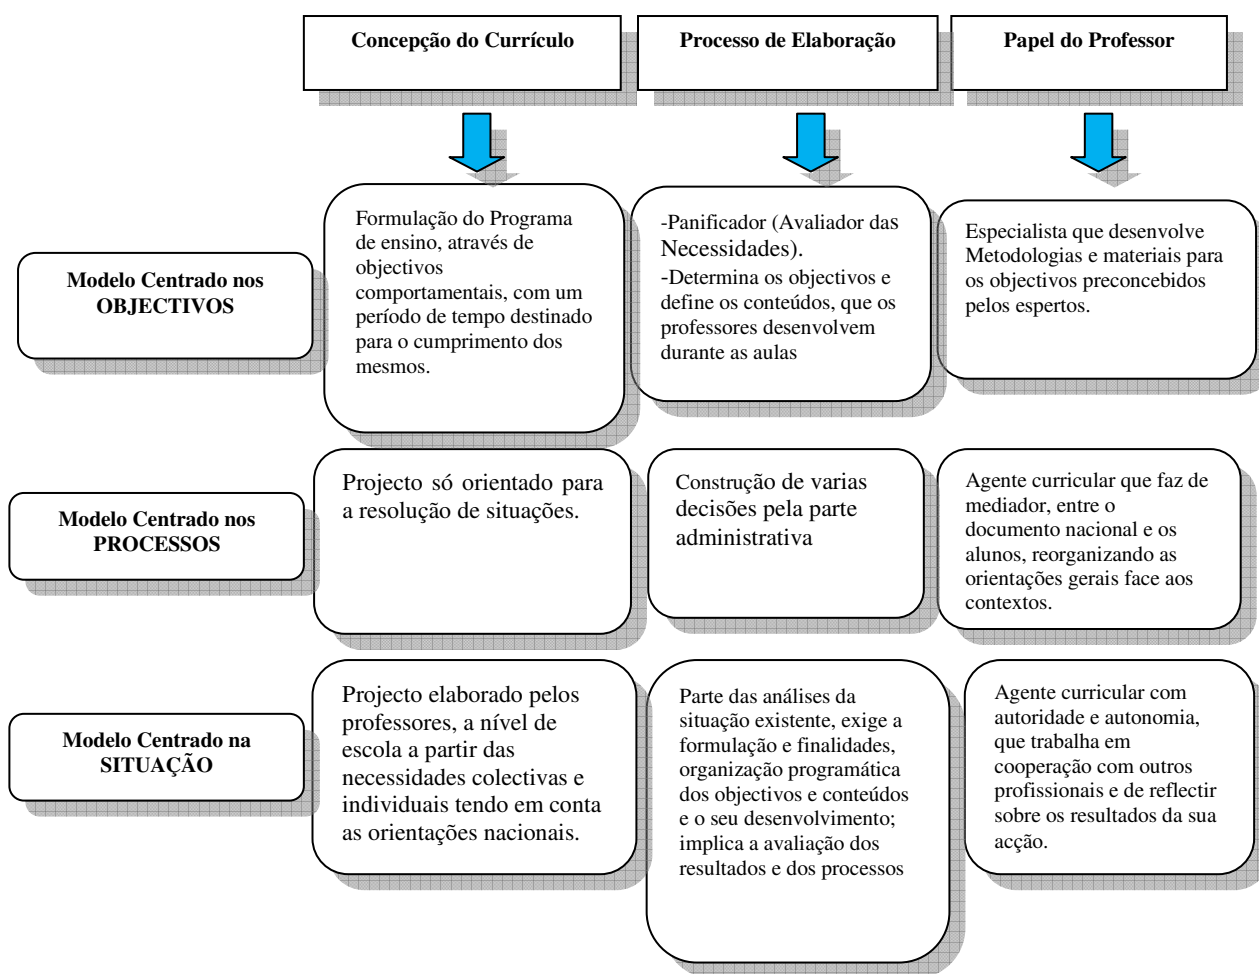 Concepção do Currículo
Processo de Elaboração
Papel do Professor
Modelo Centrado nos
OBJECTIVOS
Formulação do Programa
de ensino, através de
objectivos
comportamentais, com um
período de tempo destinado
para o cumprimento dos
mesmos.
-Panificador (Avaliador das
Necessidades).
-Determina os objectivos e
define os conteúdos, que os
professores desenvolvem
durante as aulas
Especialista que desenvolve
Metodologias e materiais para
os objectivos preconcebidos
pelos espertos.
Modelo Centrado nos
PROCESSOS
Projecto só orientado para
a resolução de situações.
Construção de varias
decisões pela parte
administrativa
Agente curricular que faz de
mediador, entre o
documento nacional e os
alunos, reorganizando as
orientações gerais face aos
contextos.
Modelo Centrado na
SITUAÇÃO
Projecto elaborado pelos
professores, a nível de
escola a partir das
necessidades colectivas e
individuais tendo em conta
as orientações nacionais.
Parte das análises da
situação existente, exige a
formulação e finalidades,
organização programática
dos objectivos e conteúdos
e o seu desenvolvimento;
implica a avaliação dos
resultados e dos processos
Agente curricular com
autoridade e autonomia,
que trabalha em
cooperação com outros
profissionais e de reflectir
sobre os resultados da sua
acção.